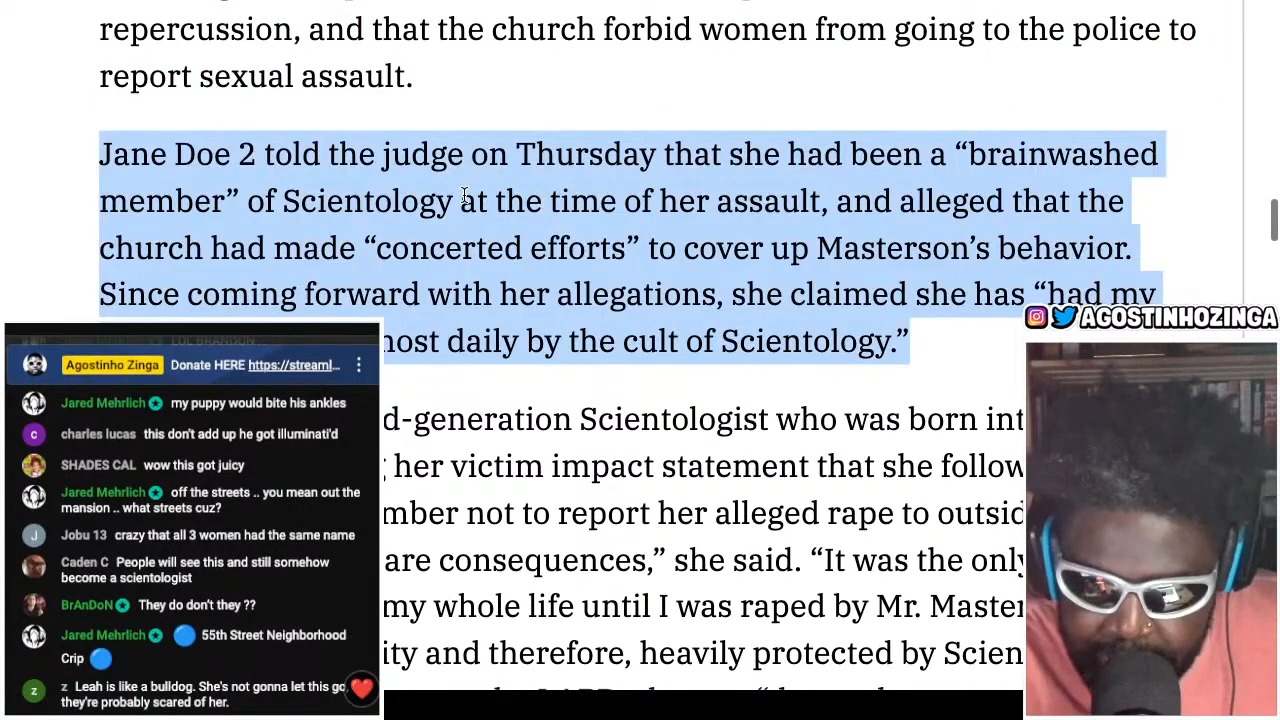 repercussion, and that the church forbid women from going to the police to
report sexual assault.
Jane Doe 2 told the judge on Thursday that she had been a “brainwashed
member” of Scientology at the time of her assault, and alleged that the
church had made “concerted efforts” to cover up Masterson’s behavior.
Since coming forward with her allegations, she claimed she has “had my
most daily by the cult of Scientology.”
d-generation Scientologist who was born int
her victim impact statement that she follow
mber not to report her alleged rape to outsid
are consequences,” she said. “It was the only
my whole life until I was raped by Mr. Master
ity and therefore, heavily protected by Scien
Agostinho Zinga Donate HERE https://streaml...
Jared Mehrlich my puppy would bite his ankles
c charles lucas this don't add up he got illuminati'd
SHADES CAL wow this got juicy
Jared Mehrlich off the streets .. you mean out the
mansion .. what streets cuz?
J Jobu 13 crazy that all 3 women had the same name
Caden C People will see this and still somehow
become a scientologist
BrAnDoN They do don't they ??
Jared Mehrlich 55th Street Neighborhood
Crip
z z Leah is like a bulldog. She's not gonna let this go
they're probably scared of her.
AGOSTINHOZINGA